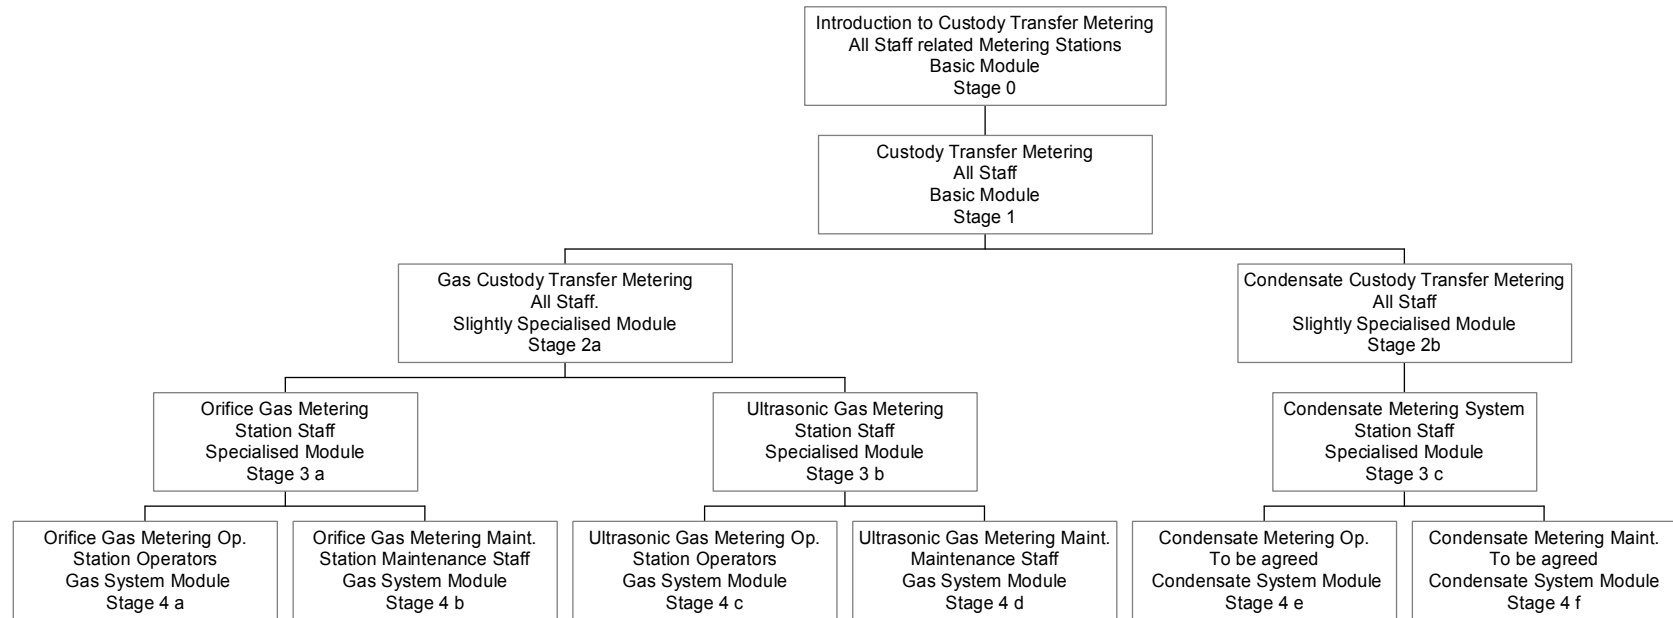 Introduction to Custody Transfer Metering
All Staff related Metering Stations
Basic Module
Stage 0
Custody Transfer Metering
All Staff
Basic Module
Stage 1
Gas Custody Transfer Metering
All Staff.
Slightly Specialised Module
Stage 2a
Condensate Custody Transfer Metering
All Staff
Slightly Specialised Module
Stage 2b
Orifice Gas Metering
Station Staff
Specialised Module
Stage 3 a
Ultrasonic Gas Metering
Station Staff
Specialised Module
Stage 3 b
Condensate Metering System
Station Staff
Specialised Module
Stage 3 c
Orifice Gas Metering Op.
Station Operators
Gas System Module
Stage 4 a
Orifice Gas Metering Maint.
Station Maintenance Staff
Gas System Module
Stage 4 b
Ultrasonic Gas Metering Op.
Station Operators
Gas System Module
Stage 4 c
Ultrasonic Gas Metering Maint.
Maintenance Staff
Gas System Module
Stage 4 d
Condensate Metering Op.
To be agreed
Condensate System Module
Stage 4 e
Condensate Metering Maint.
To be agreed
Condensate System Module
Stage 4 f